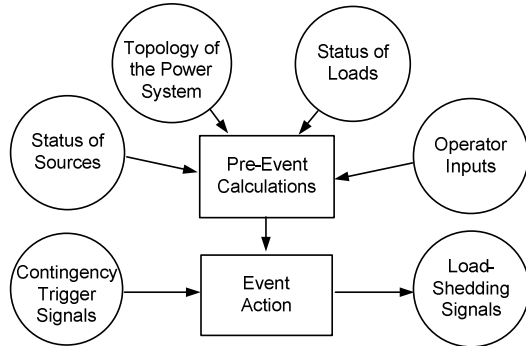 Topology of
the Power
System
Status of
Loads
Status of
Sources
Pre-Event
Calculations
Operator
Inputs
Contingency
Trigger
Signals
Event
Action
Load-
Shedding
Signals